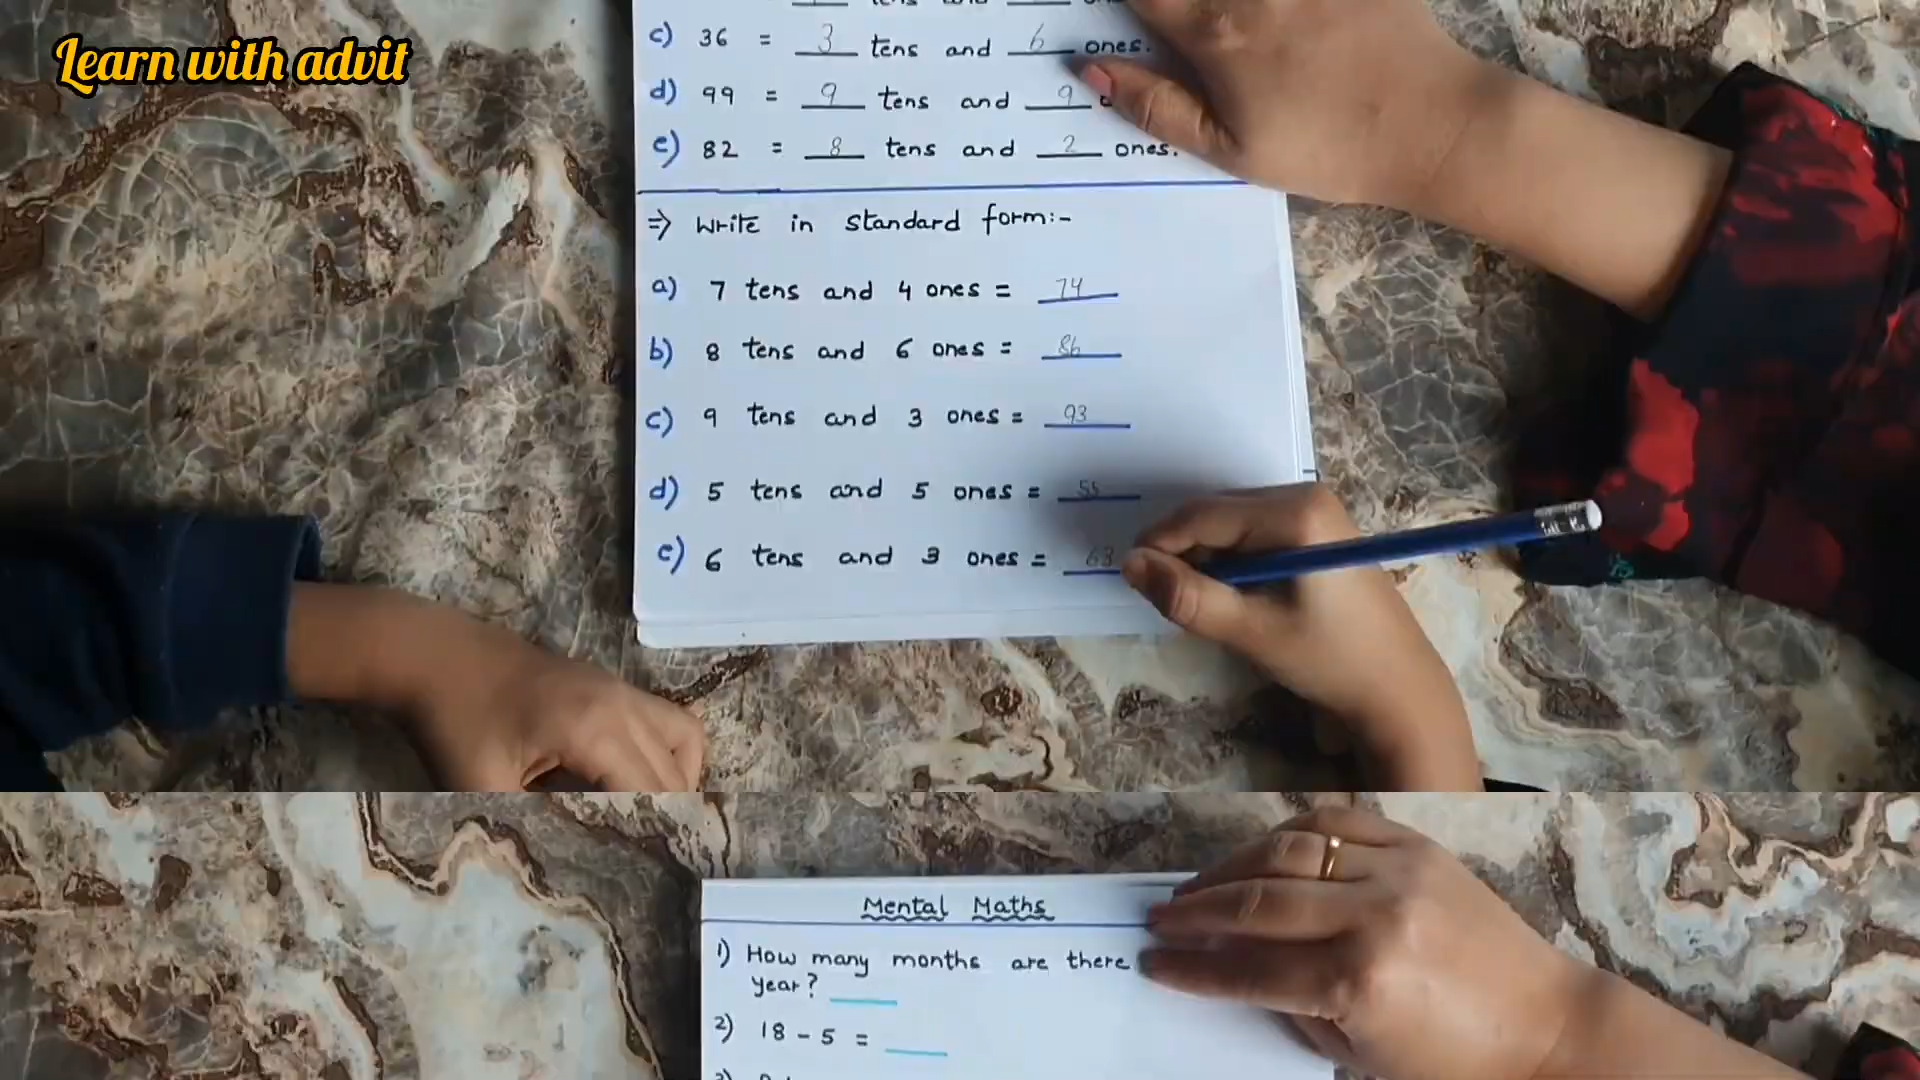 Learn with advit
c) 36 = 3 tens and 6 ones.
d) 99 = 9 tens and 9
e) 82 = 8 tens and 2 ones.
⇒ Write in standard form:-
a) 7 tens and 4 ones = 74
b) 8 tens and 6 ones = 86
c) 9 tens and 3 ones = 93
d) 5 tens and 5 ones = 55
e) 6 tens and 3 ones = 63
Mental Maths
1) How many months are there
year?
2) 18 - 5 =